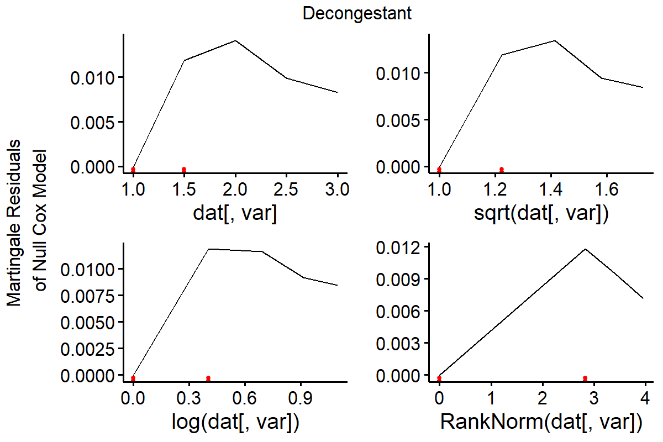 Decongestant
Martingale Residuals
of Null Cox Model
0.010
0.005
0.000
1.0 1.5 2.0 2.5 3.0
dat[, var]
0.010
0.005
0.000
1.0 1.2 1.4 1.6
sqrt(dat[, var])
0.0100
0.0075
0.0050
0.0025
0.0000
0.0 0.3 0.6 0.9
log(dat[, var])
0.012
0.009
0.006
0.003
0.000
0 1 2 3 4
RankNorm(dat[, var])